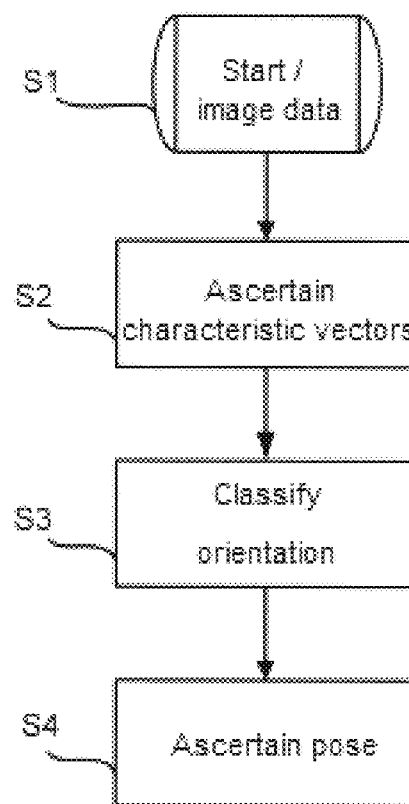 S1
Start /
image data
S2
Ascertain
characteristic vectors
S3
Classify
orientation
S4
Ascertain pose